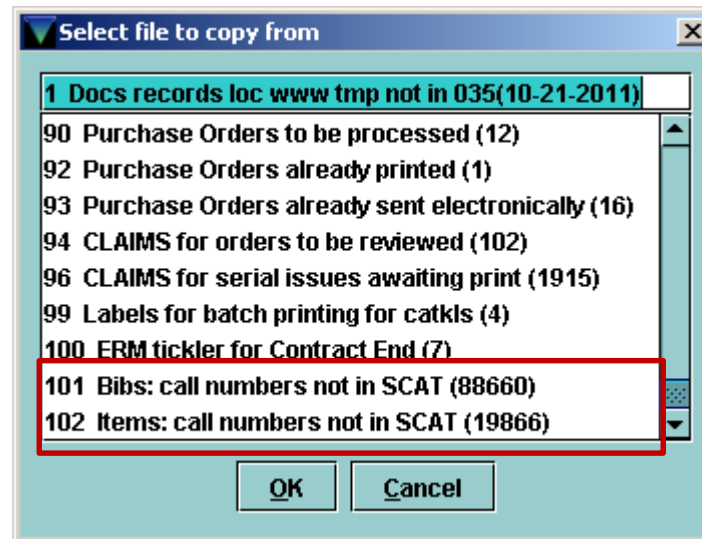 Select file to copy from
1 Docs records loc www tmp not in 035(10-21-2011)
90 Purchase Orders to be processed (12)
92 Purchase Orders already printed (1)
93 Purchase Orders already sent electronically (16)
94 CLAIMS for orders to be reviewed (102)
96 CLAIMS for serial issues awaiting print (1915)
99 Labels for batch printing for catkls (4)
100 ERM tickler for Contract End (7)
101 Bibs: call numbers not in SCAT (88660)
102 Items: call numbers not in SCAT (19866)
OK Cancel